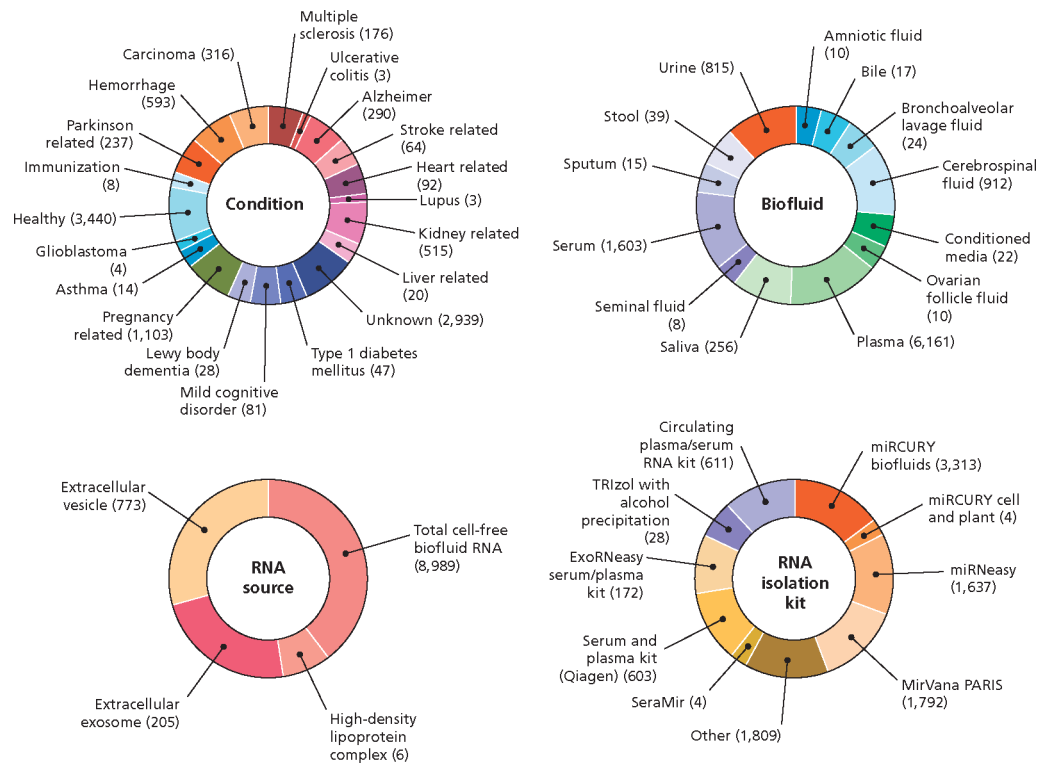 Multiple
sclerosis (176)
Ulcerative
colitis (3)
Alzheimer
(290)
Stroke related
(64)
Heart related
(92)
Lupus (3)
Kidney related
(515)
Liver related
(20)
Unknown (2,939)
Type 1 diabetes
mellitus (47)
Mild cognitive
disorder (81)
Lewy body
dementia (28)
Pregnancy
related (1,103)
Asthma (14)
Glioblastoma
(4)
Healthy (3,440)
Immunization
(8)
Parkinson
related (237)
Hemorrhage
(593)
Carcinoma (316)
Condition
Amniotic fluid
(10)
Bile (17)
Bronchoalveolar
lavage fluid
(24)
Cerebrospinal
fluid (912)
Conditioned
media (22)
Ovarian
follicle fluid
(10)
Plasma (6,161)
Saliva (256)
Seminal fluid
(8)
Serum (1,603)
Sputum (15)
Stool (39)
Urine (815)
Biofluid
Extracellular
vesicle (773)
Total cell-free
biofluid RNA
(8,989)
High-density
lipoprotein
complex (6)
Extracellular
exosome (205)
RNA
source
Circulating
plasma/serum
RNA kit (611)
miRCURY
biofluids (3,313)
miRCURY cell
and plant (4)
miRNeasy
(1,637)
MirVana PARIS
(1,792)
Other (1,809)
SeraMir (4)
Serum and
plasma kit
(Qiagen) (603)
ExoRNeasy
serum/plasma
kit (172)
TRIzol with
alcohol
precipitation
(28)
RNA
isolation
kit